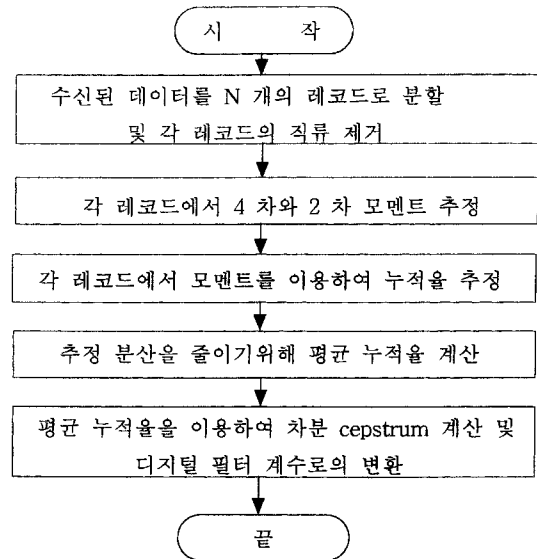 시 작
수신된 데이터를 N 개의 레코드로 분할
및 각 레코드의 직류 제거
각 레코드에서 4 차와 2 차 모멘트 추정
각 레코드에서 모멘트를 이용하여 누적율 추정
추정 분산을 줄이기위해 평균 누적율 계산
평균 누적율을 이용하여 차분 cepstrum 계산 및
디지털 필터 계수로의 변환
끝